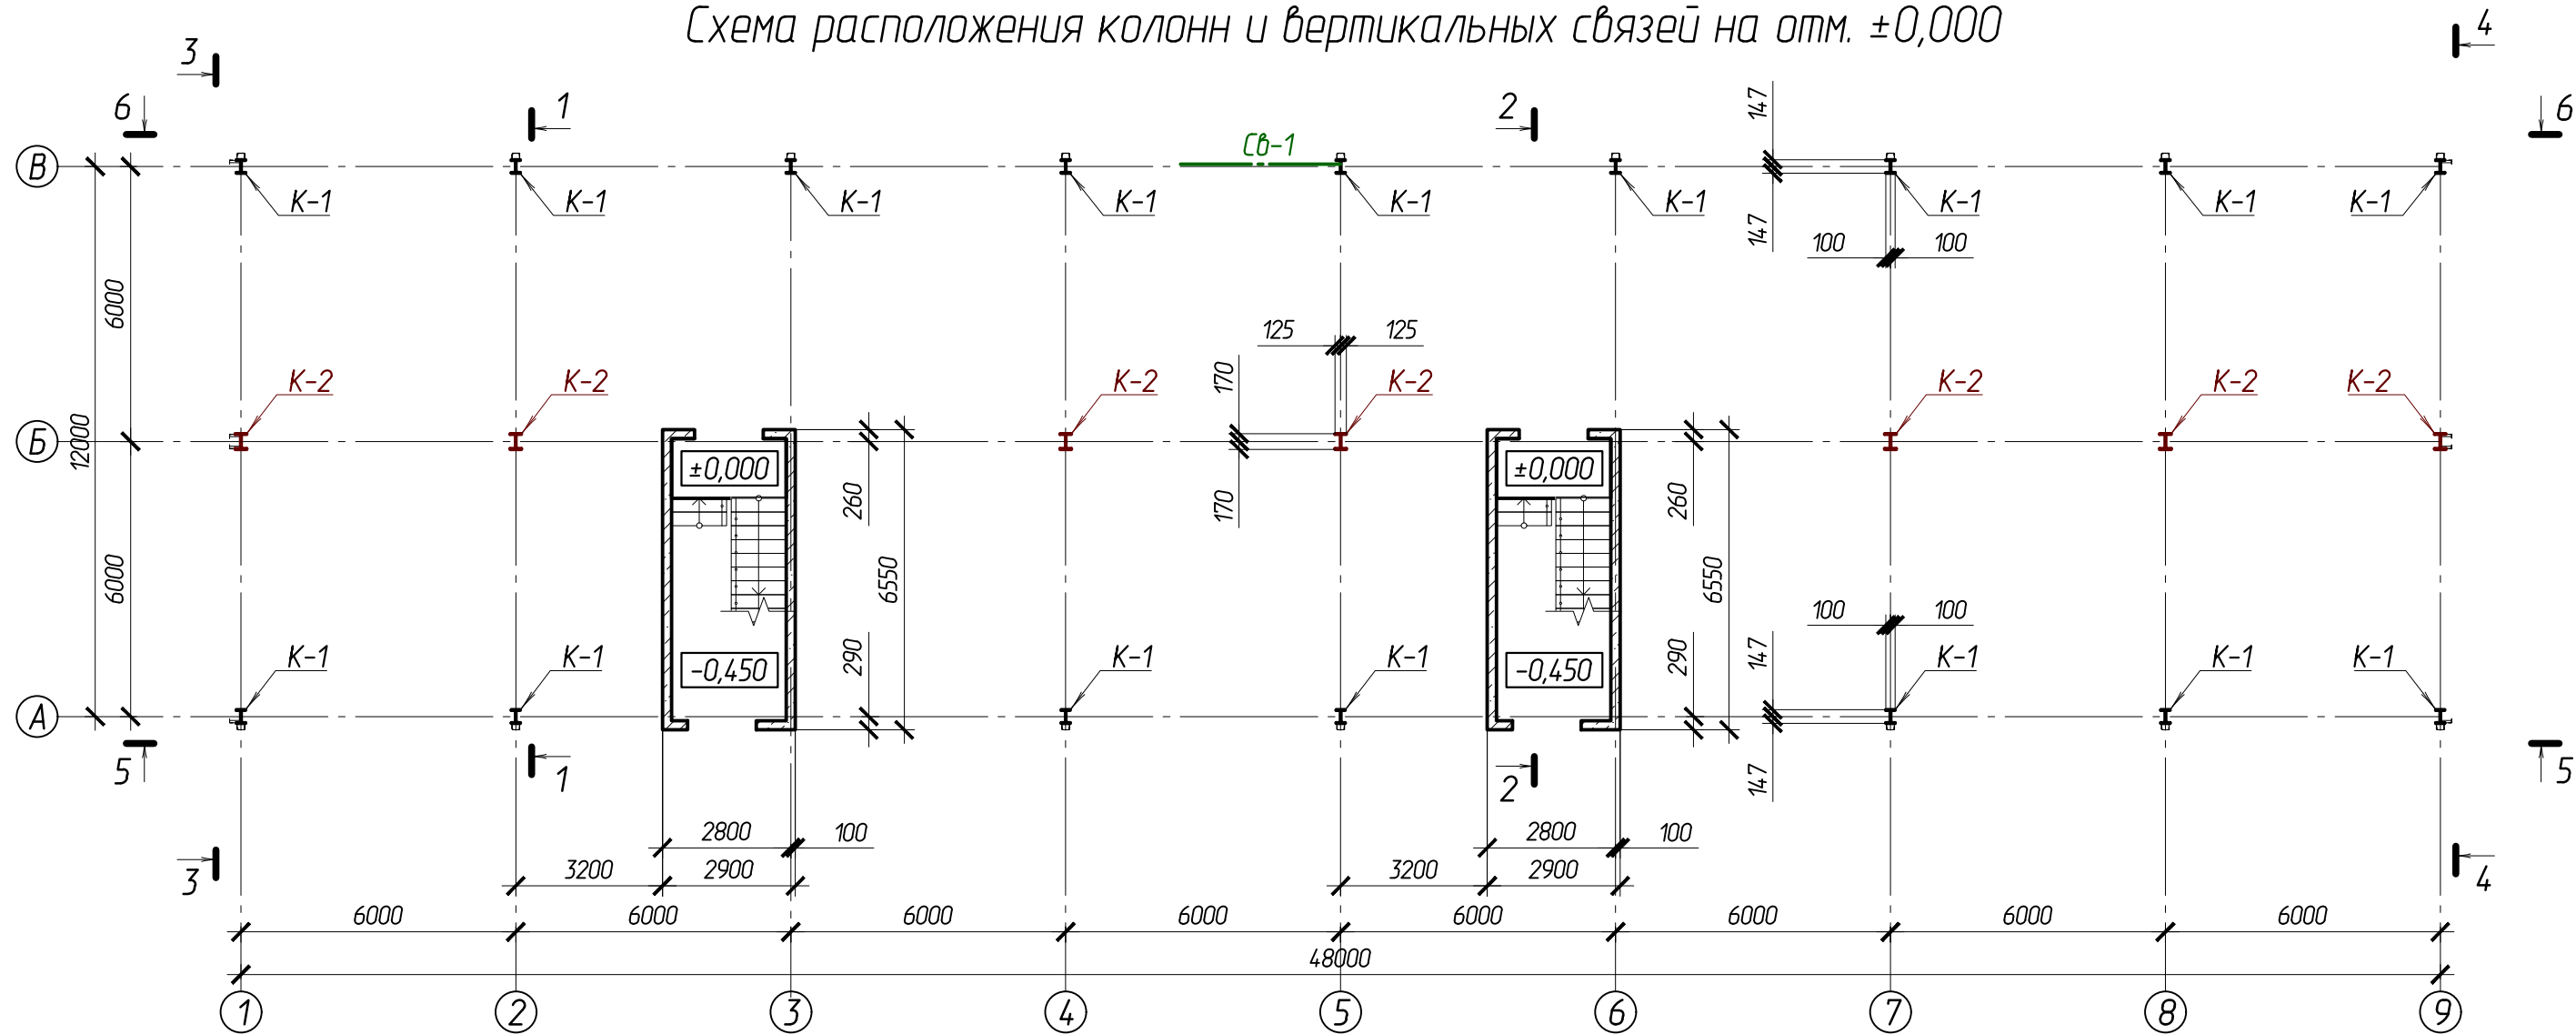 Схема расположения колонн и вертикальных связей на отм. ±0,000
3 4
6 1 2 147 6
В Св-1
К-1 К-1 К-1 К-1 К-1 К-1 К-1 К-1 К-1
147 100 100
6000 125 125
К-2 К-2 К-2 170 К-2 К-2 К-2 К-2
Б 12000
±0,000 260 170 ±0,000 260
6000 6550 6550
100 100
К-1 К-1 -0,450 290 К-1 К-1 -0,450 290 147 К-1 К-1 К-1
А
5 1 2 147 5
2800 100 2800 100
3 3200 2900 3200 2900 4
6000 6000 6000 6000 6000 6000 6000 6000
48000
1 2 3 4 5 6 7 8 9